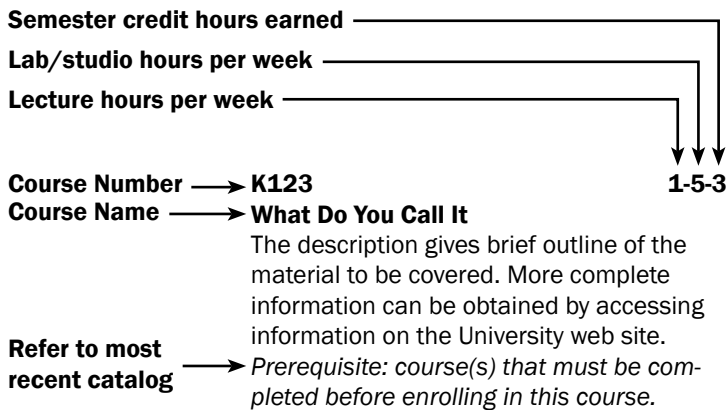 Semester credit hours earned
Lab/studio hours per week
Lecture hours per week
Course Number K123 1-5-3
Course Name What Do You Call It
The description gives brief outline of the
material to be covered. More complete
information can be obtained by accessing
information on the University web site.
Refer to most
recent catalog
Prerequisite: course(s) that must be com-
pleted before enrolling in this course.